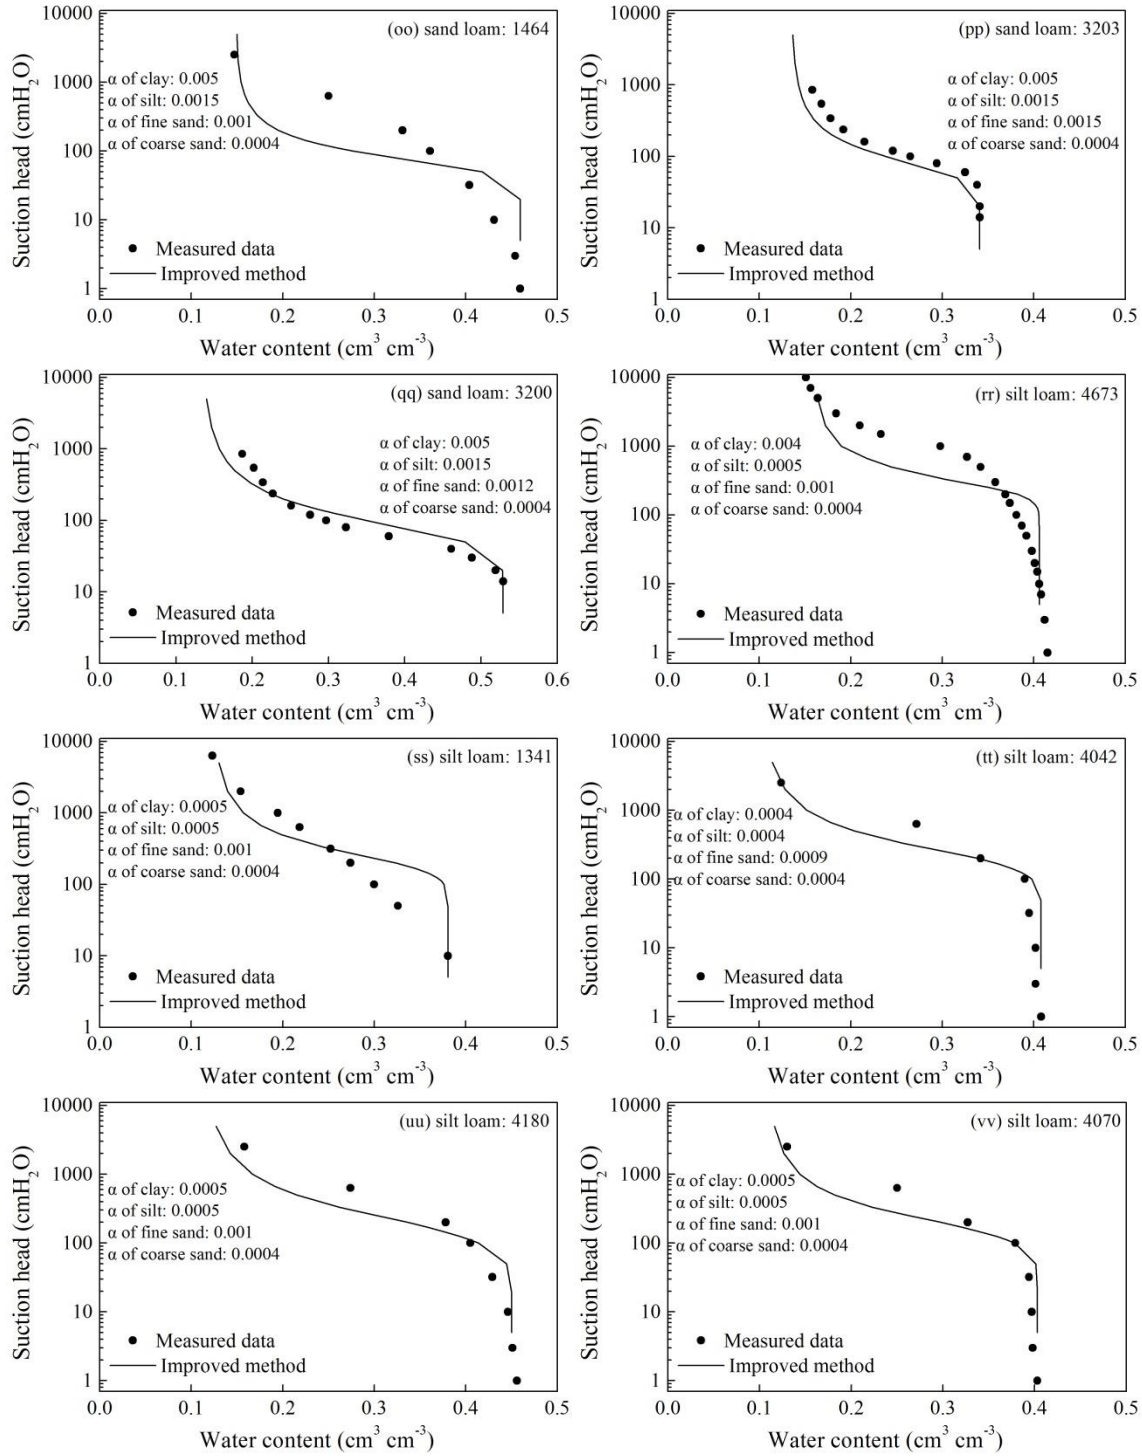 (oo) sand loam: 1464
α of clay: 0.005
α of silt: 0.0015
α of fine sand: 0.001
α of coarse sand: 0.0004
Measured data
Improved method
10000
1000
100
10
1
0.0 0.1 0.2 0.3 0.4 0.5
Suction head (cmH₂O)
Water content (cm³ cm⁻³)
(pp) sand loam: 3203
α of clay: 0.005
α of silt: 0.0015
α of fine sand: 0.0015
α of coarse sand: 0.0004
Measured data
Improved method
10000
1000
100
10
1
0.0 0.1 0.2 0.3 0.4 0.5
Suction head (cmH₂O)
Water content (cm³ cm⁻³)
(qq) sand loam: 3200
α of clay: 0.005
α of silt: 0.0015
α of fine sand: 0.0012
α of coarse sand: 0.0004
Measured data
Improved method
10000
1000
100
10
1
0.0 0.1 0.2 0.3 0.4 0.5 0.6
Suction head (cmH₂O)
Water content (cm³ cm⁻³)
(rr) silt loam: 4673
α of clay: 0.004
α of silt: 0.0005
α of fine sand: 0.001
α of coarse sand: 0.0004
Measured data
Improved method
10000
1000
100
10
1
0.0 0.1 0.2 0.3 0.4 0.5
Suction head (cmH₂O)
Water content (cm³ cm⁻³)
(ss) silt loam: 1341
α of clay: 0.0005
α of silt: 0.0005
α of fine sand: 0.001
α of coarse sand: 0.0004
Measured data
Improved method
10000
1000
100
10
1
0.0 0.1 0.2 0.3 0.4 0.5
Suction head (cmH₂O)
Water content (cm³ cm⁻³)
(tt) silt loam: 4042
α of clay: 0.0004
α of silt: 0.0004
α of fine sand: 0.0009
α of coarse sand: 0.0004
Measured data
Improved method
10000
1000
100
10
1
0.0 0.1 0.2 0.3 0.4 0.5
Suction head (cmH₂O)
Water content (cm³ cm⁻³)
(uu) silt loam: 4180
α of clay: 0.0005
α of silt: 0.0005
α of fine sand: 0.001
α of coarse sand: 0.0004
Measured data
Improved method
10000
1000
100
10
1
0.0 0.1 0.2 0.3 0.4 0.5
Suction head (cmH₂O)
Water content (cm³ cm⁻³)
(vv) silt loam: 4070
α of clay: 0.0005
α of silt: 0.0005
α of fine sand: 0.001
α of coarse sand: 0.0004
Measured data
Improved method
10000
1000
100
10
1
0.0 0.1 0.2 0.3 0.4 0.5
Suction head (cmH₂O)
Water content (cm³ cm⁻³)